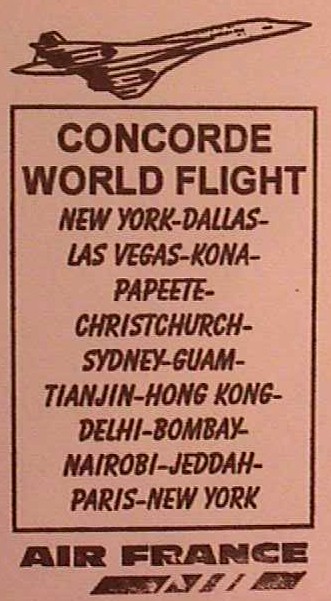 CONCORDE
WORLD FLIGHT
NEW YORK-DALLAS-
LAS VEGAS-KONA-
PAPEETE-
CHRISTCHURCH-
SYDNEY-GUAM-
TIANJIN-HONG KONG-
DELHI-BOMBAY-
NAIROBI-JEDDAH-
PARIS-NEW YORK
AIR FRANCE